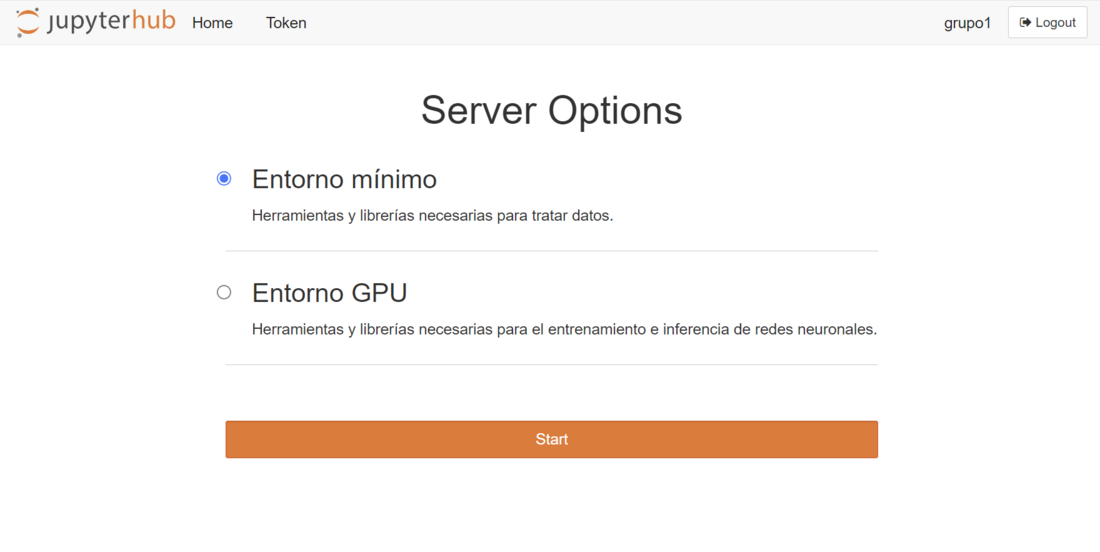 jupyterhub Home Token grupo1 Logout
Server Options
Entorno mínimo
Herramientas y librerías necesarias para tratar datos.
Entorno GPU
Herramientas y librerías necesarias para el entrenamiento e inferencia de redes neuronales.
Start